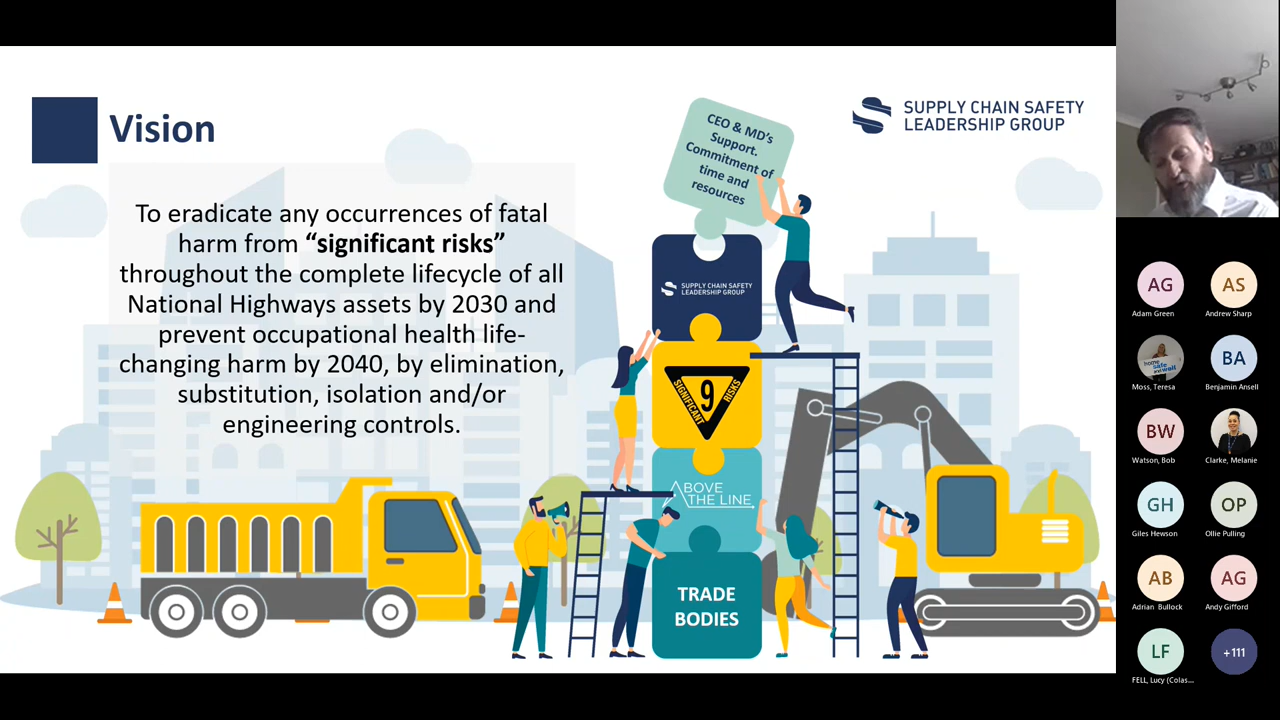 Vision
SUPPLY CHAIN SAFETY
LEADERSHIP GROUP
To eradicate any occurrences of fatal
harm from “significant risks”
throughout the complete lifecycle of all
National Highways assets by 2030 and
prevent occupational health life-
changing harm by 2040, by elimination,
substitution, isolation and/or
engineering controls.
CEO & MD’s
Support.
Commitment of
time and
resources
SUPPLY CHAIN SAFETY
LEADERSHIP GROUP
SIGNIFICANT
9
RISKS
ABOVE
THE LINE
TRADE
BODIES
AG
Adam Green
AS
Andrew Sharp
home
safe and well
Moss, Teresa
BA
Benjamin Ansell
BW
Watson, Bob
Clarke, Melanie
GH
Giles Hewson
OP
Ollie Pulling
AB
Adrian Bullock
AG
Andy Gifford
LF
FELL, Lucy (Colas...
+111